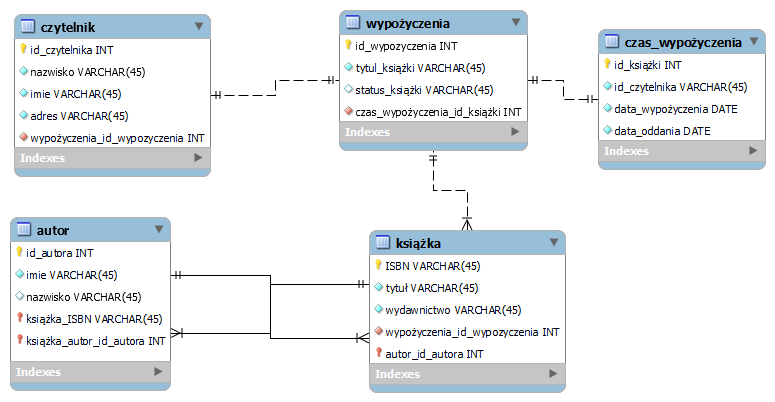 czytelnik
id_czytelnika INT
nazwisko VARCHAR(45)
imie VARCHAR(45)
adres VARCHAR(45)
wypożyczenia_id_wypozyczenia INT
Indexes
wypożyczenia
id_wypozyczenia INT
tytul_książki VARCHAR(45)
status_książki VARCHAR(45)
czas_wypożyczenia_id_książki INT
Indexes
czas_wypożyczenia
id_książki INT
id_czytelnika VARCHAR(45)
data_wypożyczenia DATE
data_oddania DATE
Indexes
autor
id_autora INT
imie VARCHAR(45)
nazwisko VARCHAR(45)
książka_ISBN VARCHAR(45)
książka_autor_id_autora INT
Indexes
książka
ISBN VARCHAR(45)
tytuł VARCHAR(45)
wydawnictwo VARCHAR(45)
wypożyczenia_id_wypozyczenia INT
autor_id_autora INT
Indexes